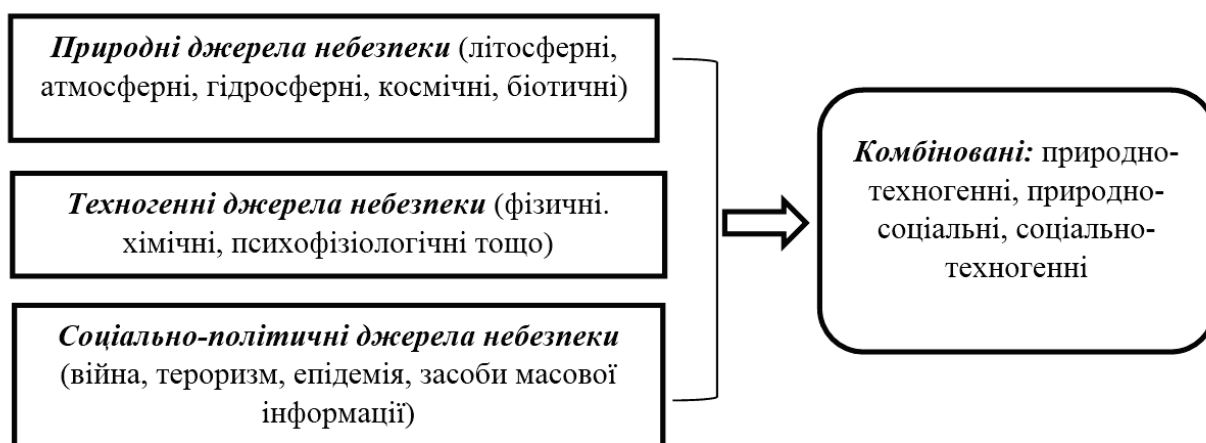 Природні джерела небезпеки (літосферні,
атмосферні, гідросферні, космічні, біотичні)
Техногенні джерела небезпеки (фізичні.
хімічні, психофізіологічні тощо)
Соціально-політичні джерела небезпеки
(війна, тероризм, епідемія, засоби масової
інформації)
Комбіновані: природно-
техногенні, природно-
соціальні, соціально-
техногенні